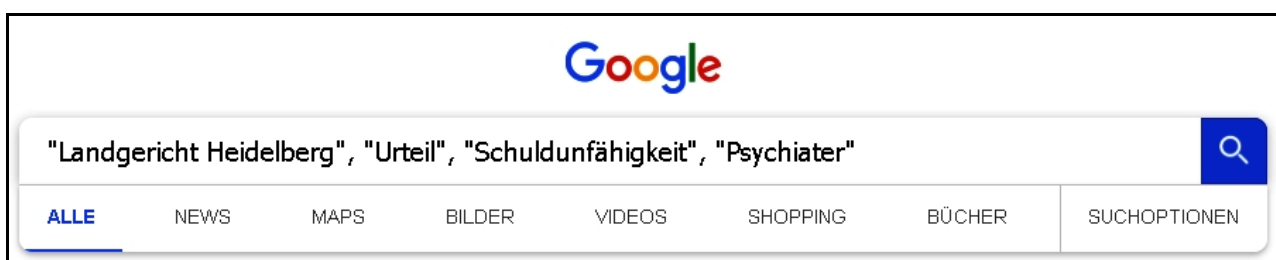 Google
"Landgericht Heidelberg", "Urteil", "Schuldunfähigkeit", "Psychiater"
ALLE NEWS MAPS BILDER VIDEOS SHOPPING BÜCHER SUCHOPTIONEN